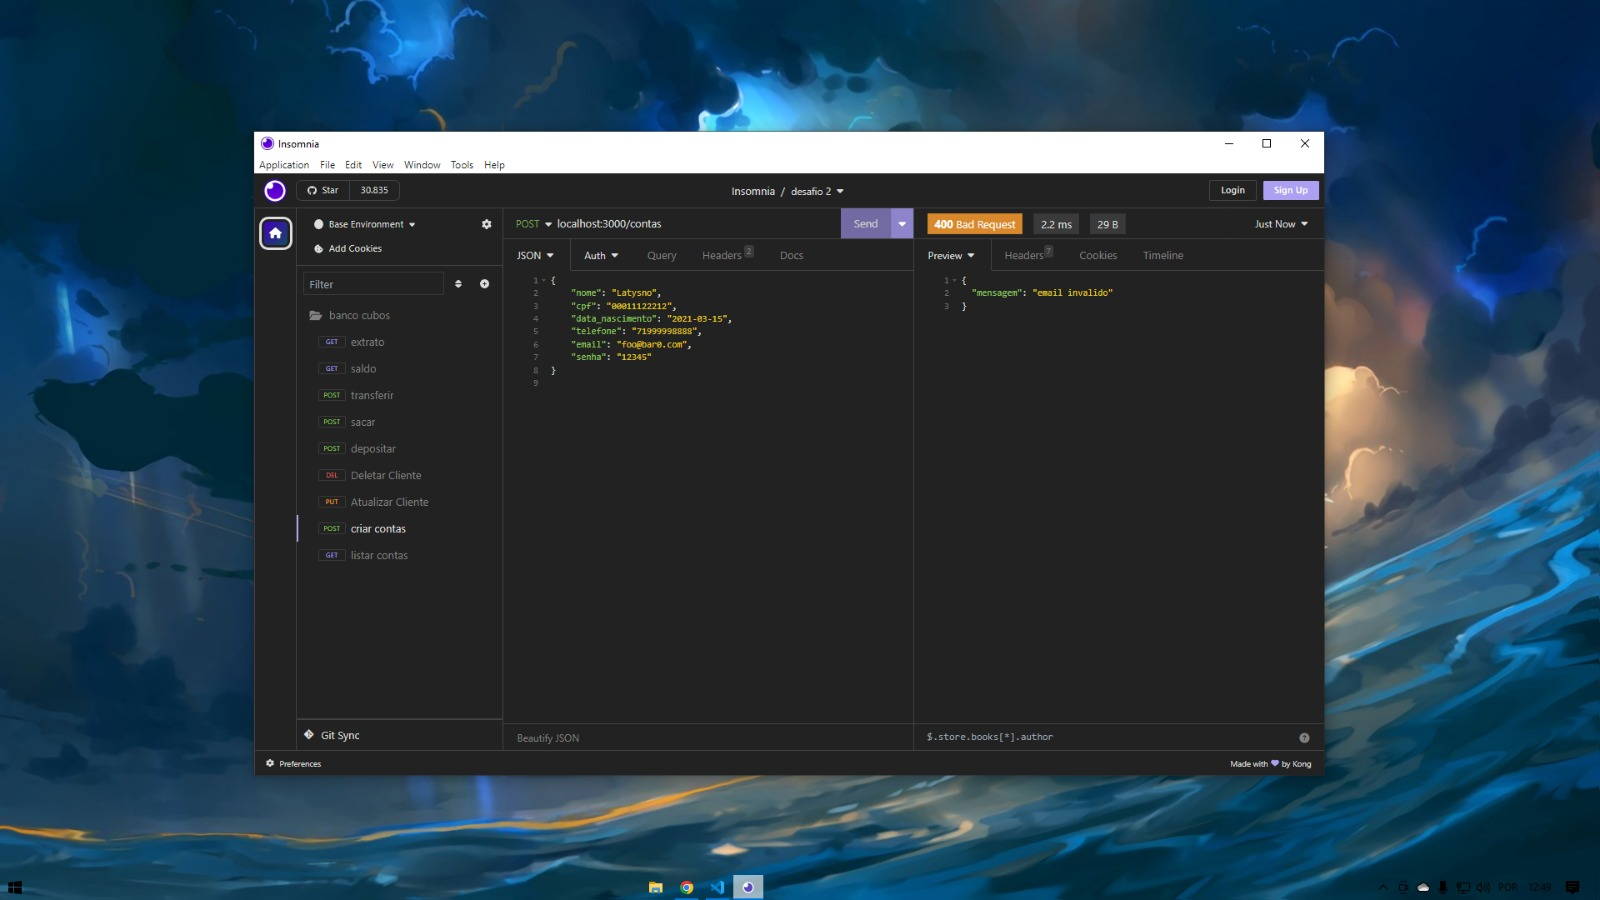 Insomnia
Application File Edit View Window Tools Help
Star 30.835
Insomnia / desafio 2
Login Sign Up
Base Environment
Add Cookies
Filter
banco cubos
GET extrato
GET saldo
POST transferir
POST sacar
POST depositar
DEL Deletar Cliente
PUT Atualizar Cliente
POST criar contas
GET listar contas
Git Sync
POST localhost:3000/contas
Send
JSON Auth Query Headers 2 Docs
1 {
2 "nome": "Latysno",
3 "cpf": "00011122212",
4 "data_nascimento": "2021-03-15",
5 "telefone": "71999998888",
6 "email": "foo@bar0.com",
7 "senha": "12345"
8 }
9
Beautify JSON
400 Bad Request 2.2 ms 29 B
Just Now
Preview Headers 7 Cookies Timeline
1 {
2 "mensagem": "email invalido"
3 }
$.store.books[*].author
Preferences
Made with by Kong
POR 12:49